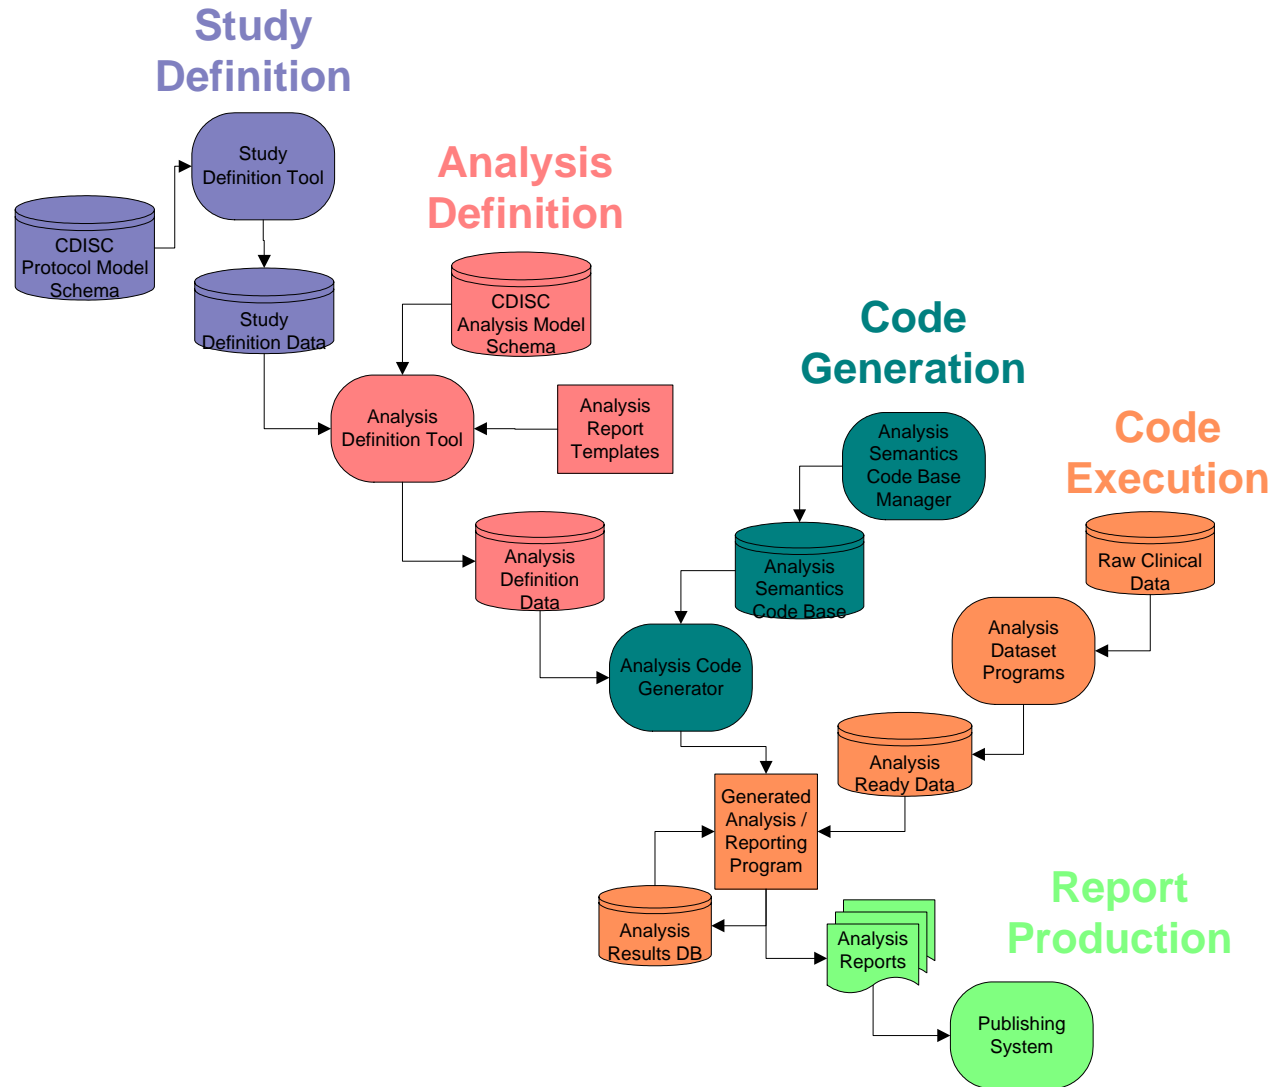 Study
Definition
Study
Definition Tool
CDISC
Protocol Model
Schema
Study
Definition Data
Analysis
Definition
CDISC
Analysis Model
Schema
Analysis
Definition Tool
Analysis
Report
Templates
Analysis
Definition
Data
Code
Generation
Analysis
Semantics
Code Base
Manager
Analysis
Semantics
Code Base
Analysis Code
Generator
Code
Execution
Raw Clinical
Data
Analysis
Dataset
Programs
Analysis
Ready Data
Generated
Analysis /
Reporting
Program
Analysis
Results DB
Report
Production
Analysis
Reports
Publishing
System